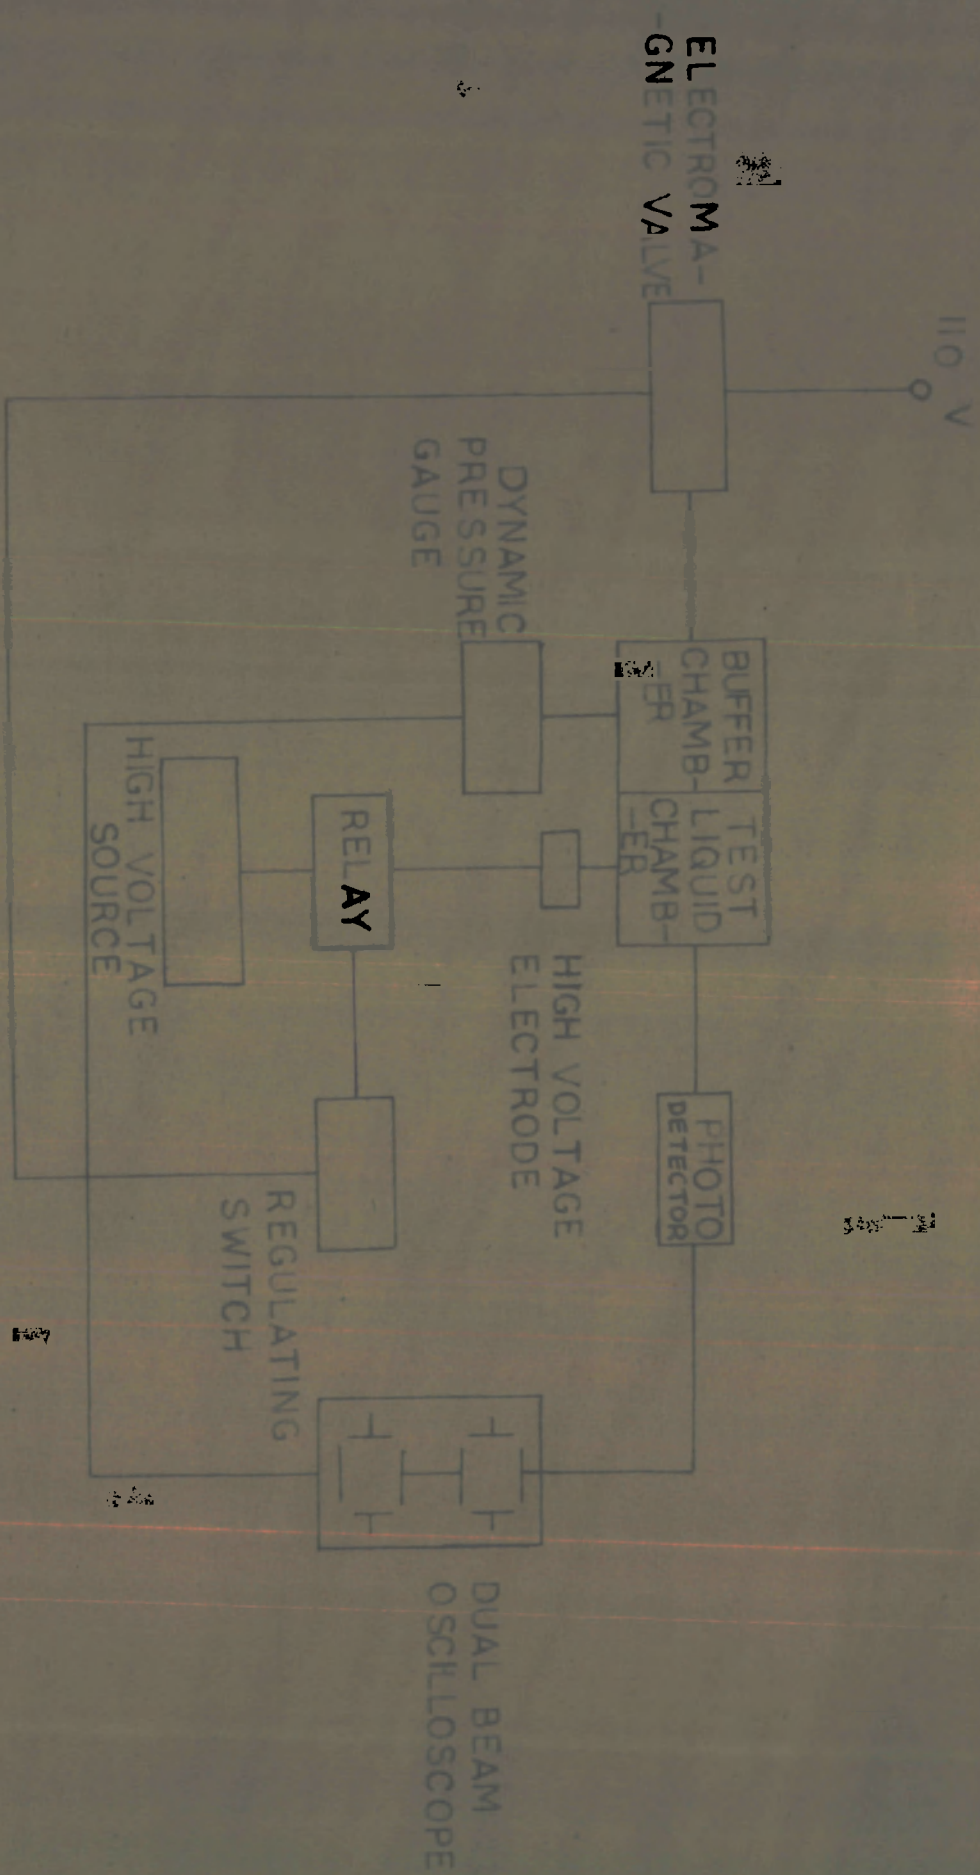 110 V
ELECTROMA-
-GNETIC VALVE
BUFFER
CHAMB-
-ER
TEST
LIQUID
CHAMB-
-ER
PHOTO
DETECTOR
DYNAMIC
PRESSURE
GAUGE
HIGH VOLTAGE
ELECTRODE
RELAY
REGULATING
SWITCH
HIGH VOLTAGE
SOURCE
DUAL BEAM
OSCILLOSCOPE